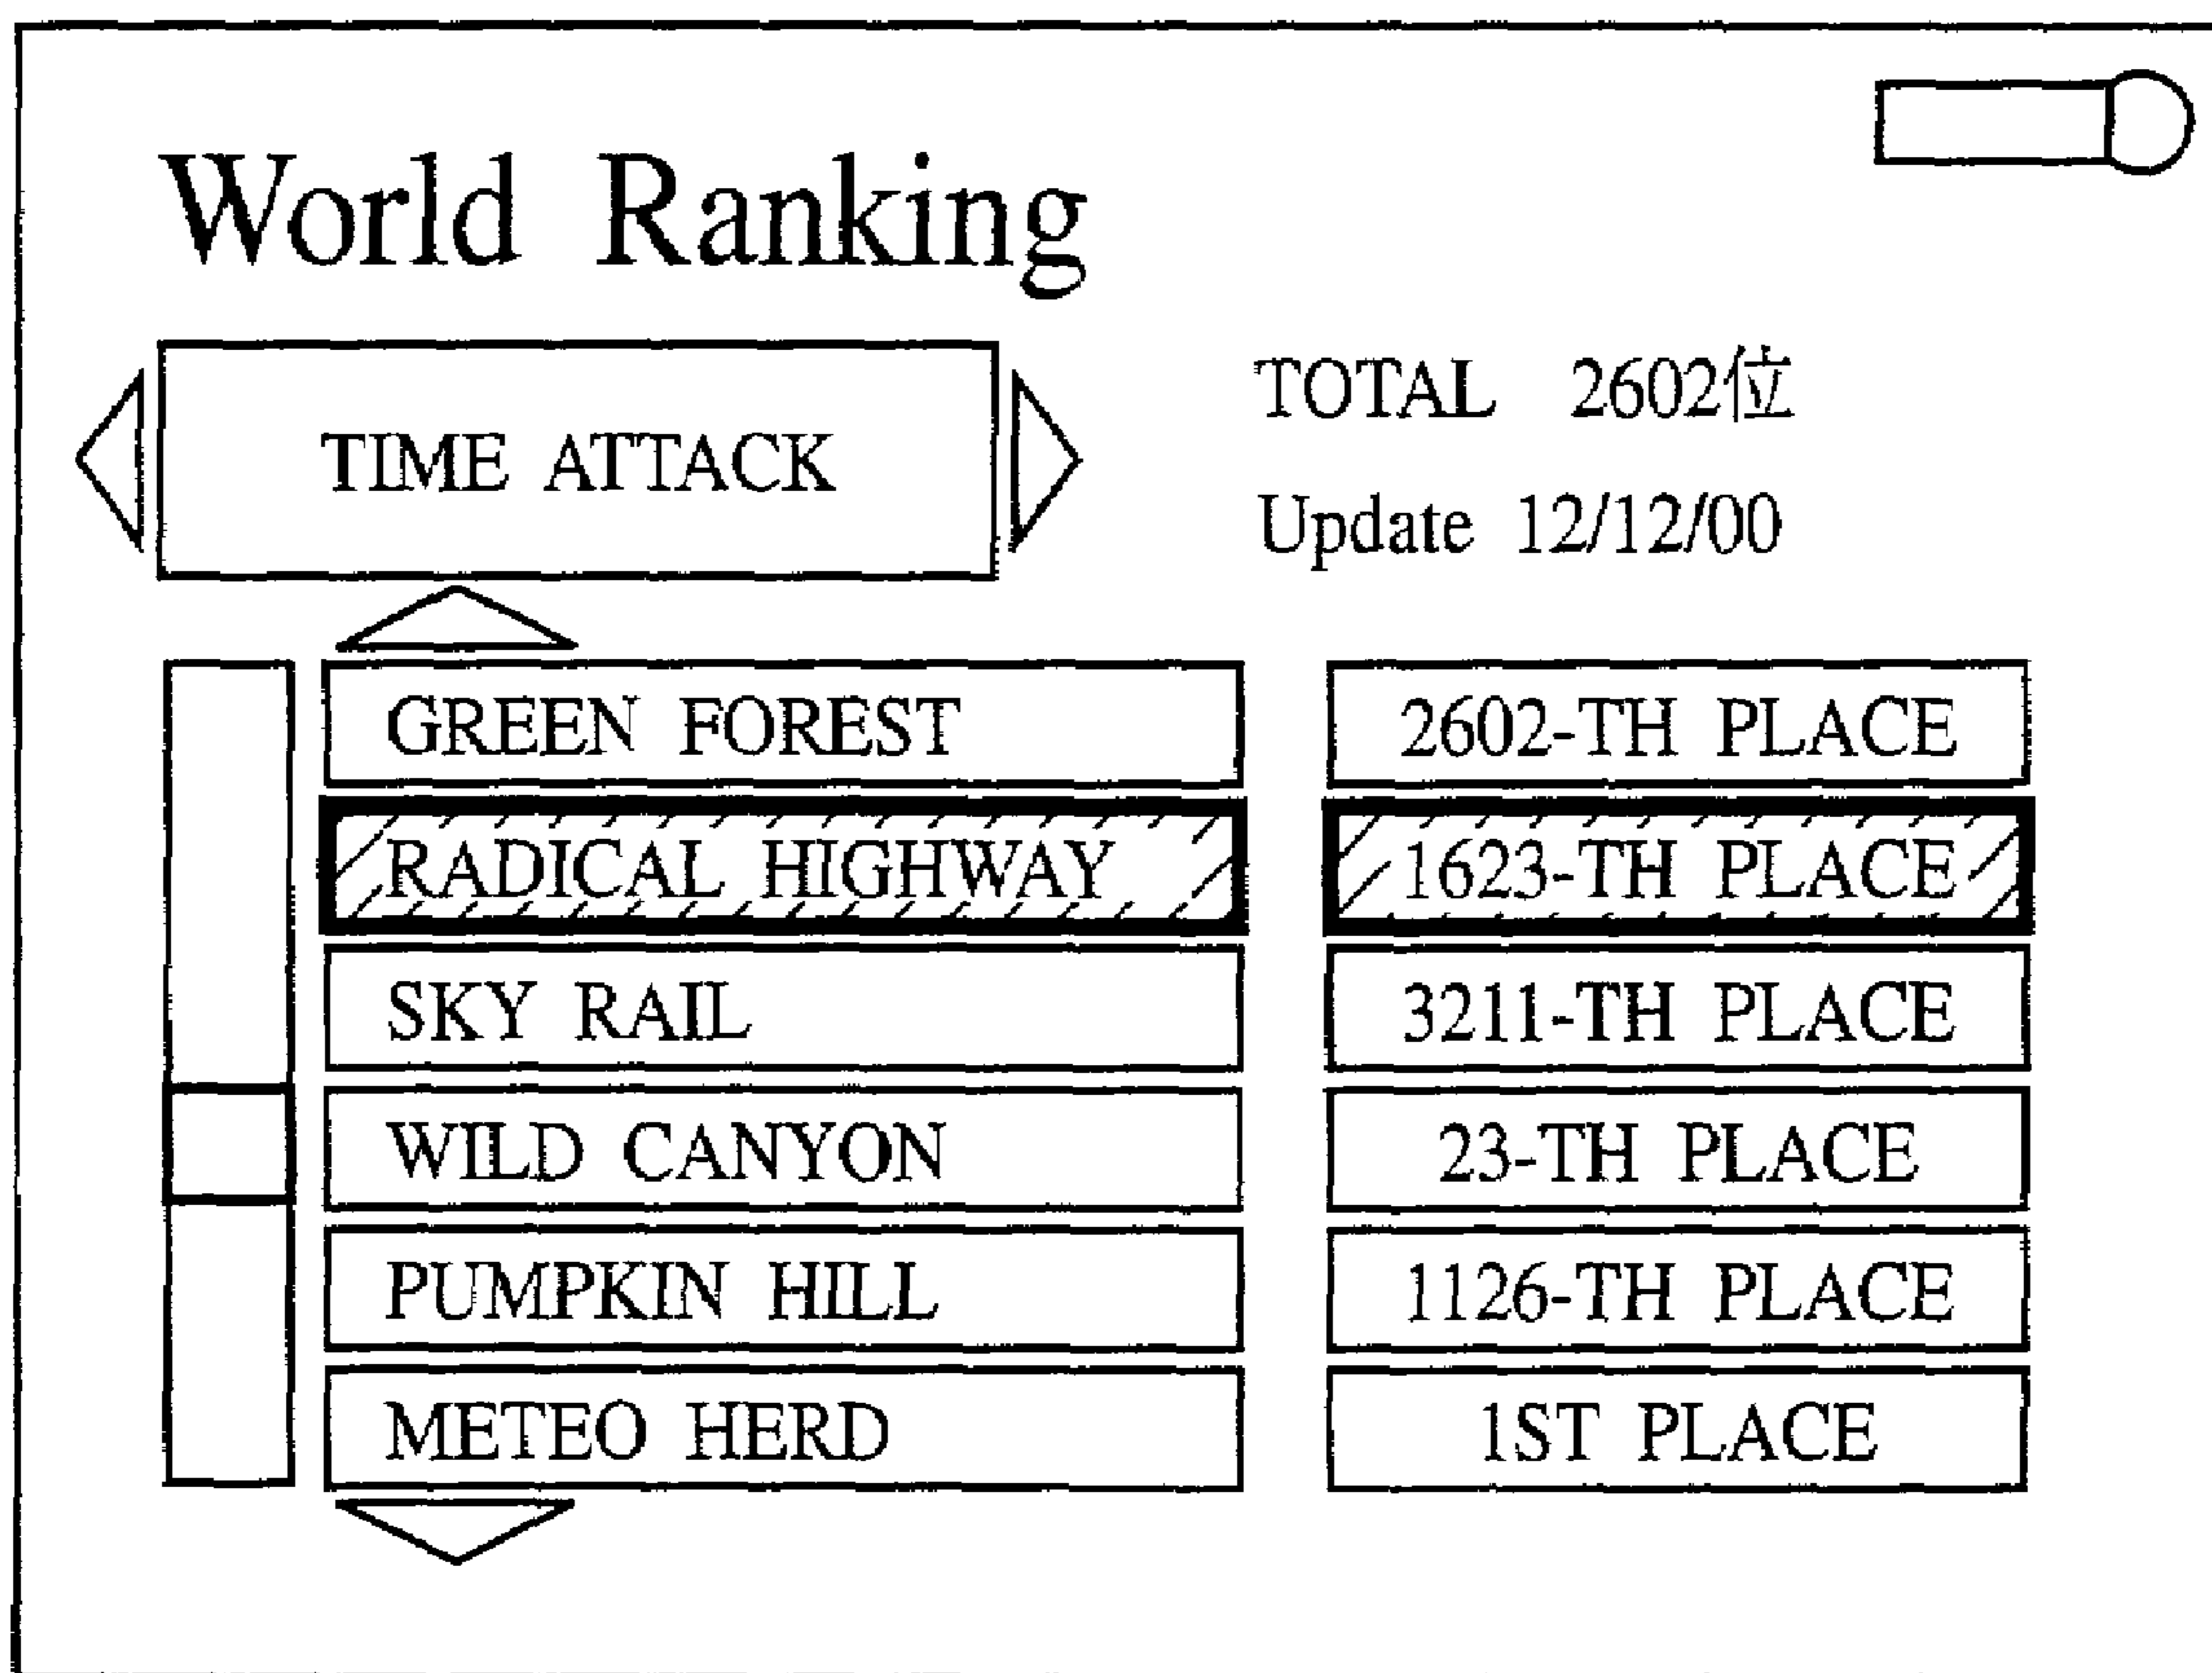 World Ranking
TIME ATTACK
TOTAL 2602位
Update 12/12/00
GREEN FOREST 2602-TH PLACE
RADICAL HIGHWAY 1623-TH PLACE
SKY RAIL 3211-TH PLACE
WILD CANYON 23-TH PLACE
PUMPKIN HILL 1126-TH PLACE
METEO HERD 1ST PLACE